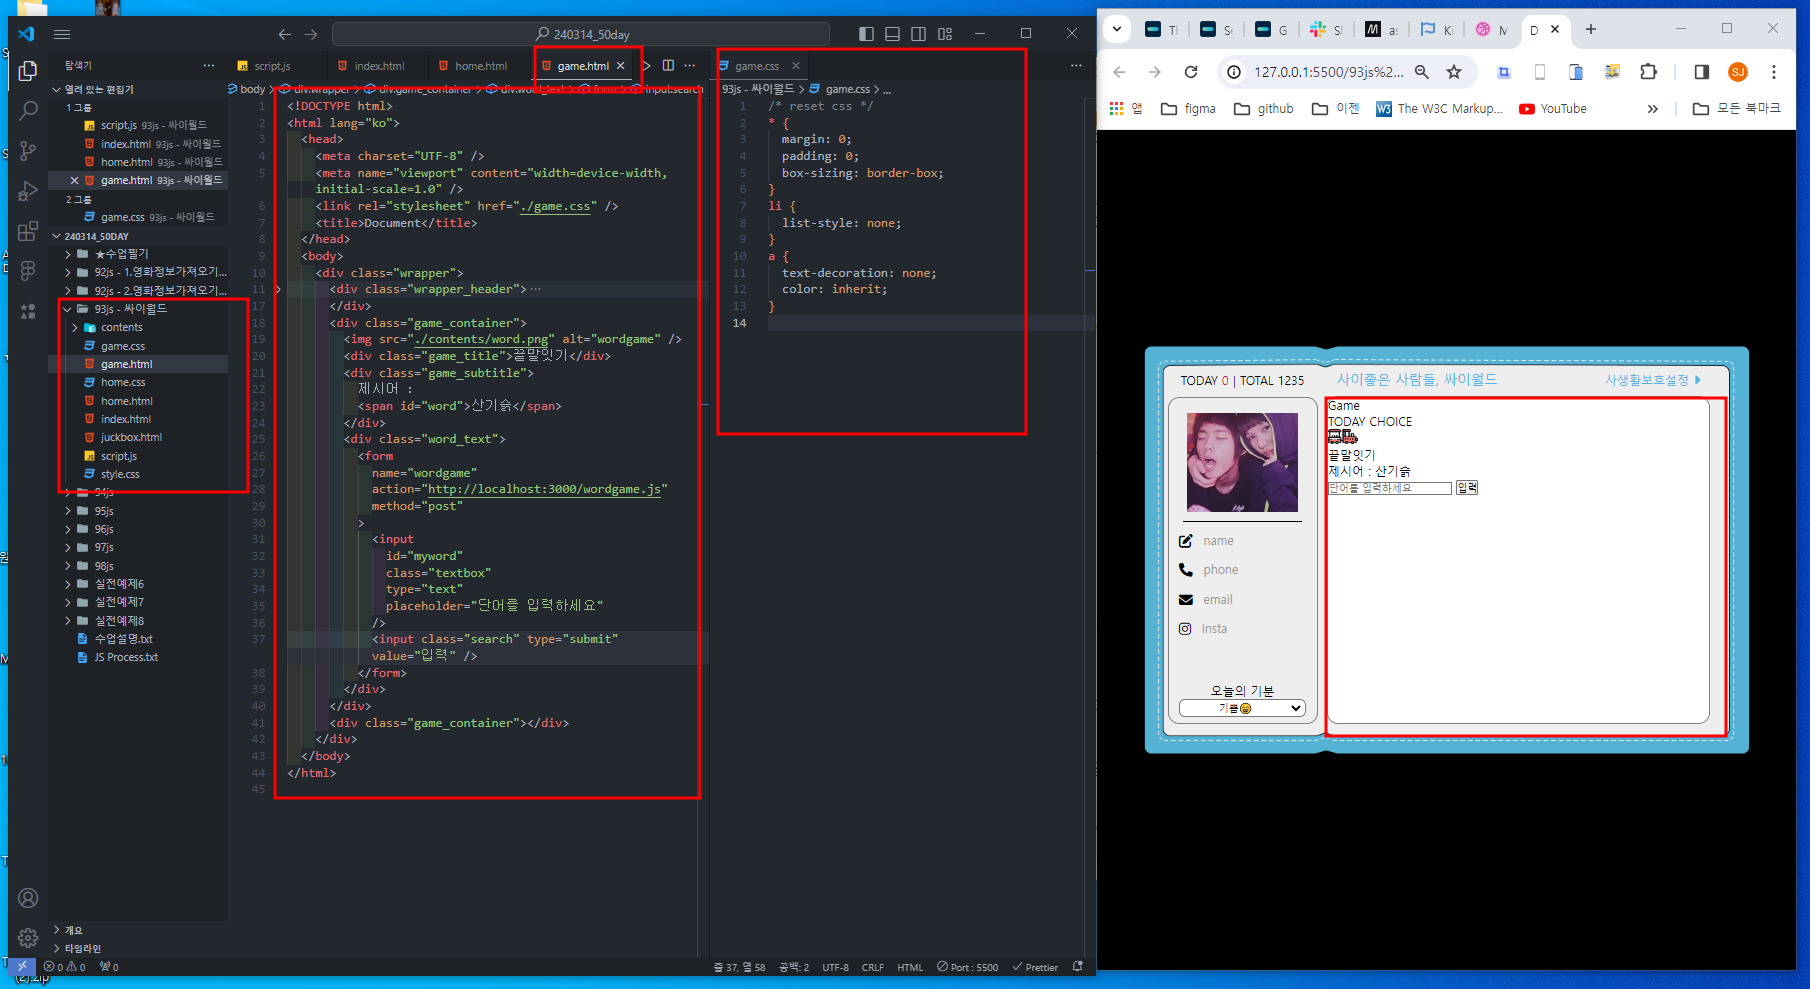 240314_50day
탐색기
script.js
index.html
home.html
game.html
game.css
열려 있는 편집기
1 그룹
script.js 93js - 싸이월드
index.html 93js - 싸이월드
home.html 93js - 싸이월드
game.html 93js - 싸이월드
2 그룹
game.css 93js - 싸이월드
240314_50DAY
★수업필기
92js - 1.영화정보가져오기...
92js - 2.영화정보가져오기...
93js - 싸이월드
contents
game.css
game.html
home.css
home.html
index.html
juckbox.html
script.js
style.css
94js
95js
96js
97js
98js
실전예제6
실전예제7
실전예제8
수업설명.txt
JS Process.txt
개요
타임라인
body > div.wrapper > div.game_container > div.word_text > form > input.search
1 <!DOCTYPE html>
2 <html lang="ko">
3 <head>
4 <meta charset="UTF-8" />
5 <meta name="viewport" content="width=device-width,
initial-scale=1.0" />
6 <link rel="stylesheet" href="./game.css" />
7 <title>Document</title>
8 </head>
9 <body>
10 <div class="wrapper">
11 <div class="wrapper_header"> ...
17 </div>
18 <div class="game_container">
19 <img src="./contents/word.png" alt="wordgame" />
20 <div class="game_title">끝말잇기</div>
21 <div class="game_subtitle">
22 제시어 :
23 <span id="word">산기슭</span>
24 </div>
25 <div class="word_text">
26 <form
27 name="wordgame"
28 action="http://localhost:3000/wordgame.js"
29 method="post"
30 >
31 <input
32 id="myword"
33 class="textbox"
34 type="text"
35 placeholder="단어를 입력하세요"
36 />
37 <input class="search" type="submit"
value="입력" />
38 </form>
39 </div>
40 </div>
41 <div class="game_container"></div>
42 </div>
43 </body>
44 </html>
45
93js - 싸이월드 > game.css > ...
1 /* reset css */
2 * {
3 margin: 0;
4 padding: 0;
5 box-sizing: border-box;
6 }
7 li {
8 list-style: none;
9 }
10 a {
11 text-decoration: none;
12 color: inherit;
13 }
14
0 0 0
줄 37, 열 58
공백: 2
UTF-8
CRLF
HTML
Port : 5500
Prettier
(2).zip
127.0.0.1:5500/93js%2...
SJ
앱
figma
github
이젠
The W3C Markup...
YouTube
모든 북마크
TODAY 0 | TOTAL 1235
사이좋은 사람들, 싸이월드
사생활보호설정
name
phone
email
insta
오늘의 기분
기쁨😄
Game
TODAY CHOICE
끝말잇기
제시어 : 산기슭
단어를 입력하세요
입력